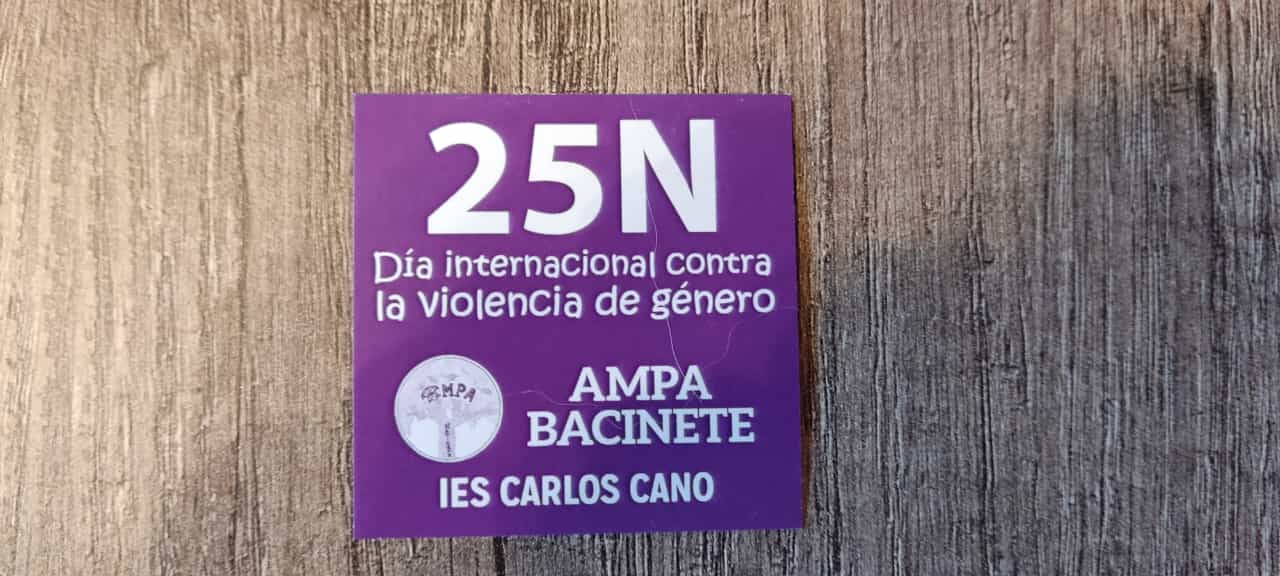 25N
Día internacional contra
la violencia de género
AMPA
AMPA
BACINETE
IES CARLOS CANO